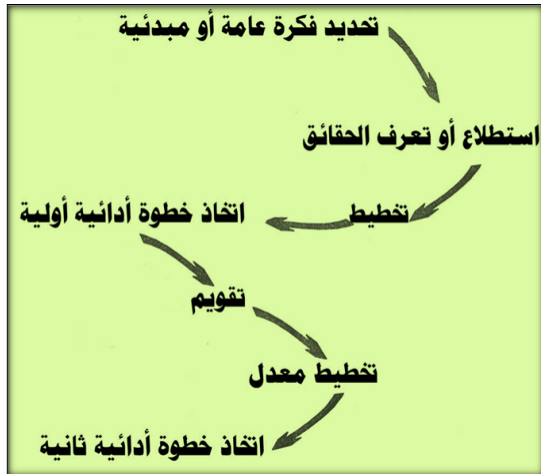 تحديد فكرة عامة أو مبدئية
استطلاع أو تعرف الحقائق
تخطيط
اتخاذ خطوة أدائية أولية
تقويم
تخطيط معدل
اتخاذ خطوة أدائية ثانية